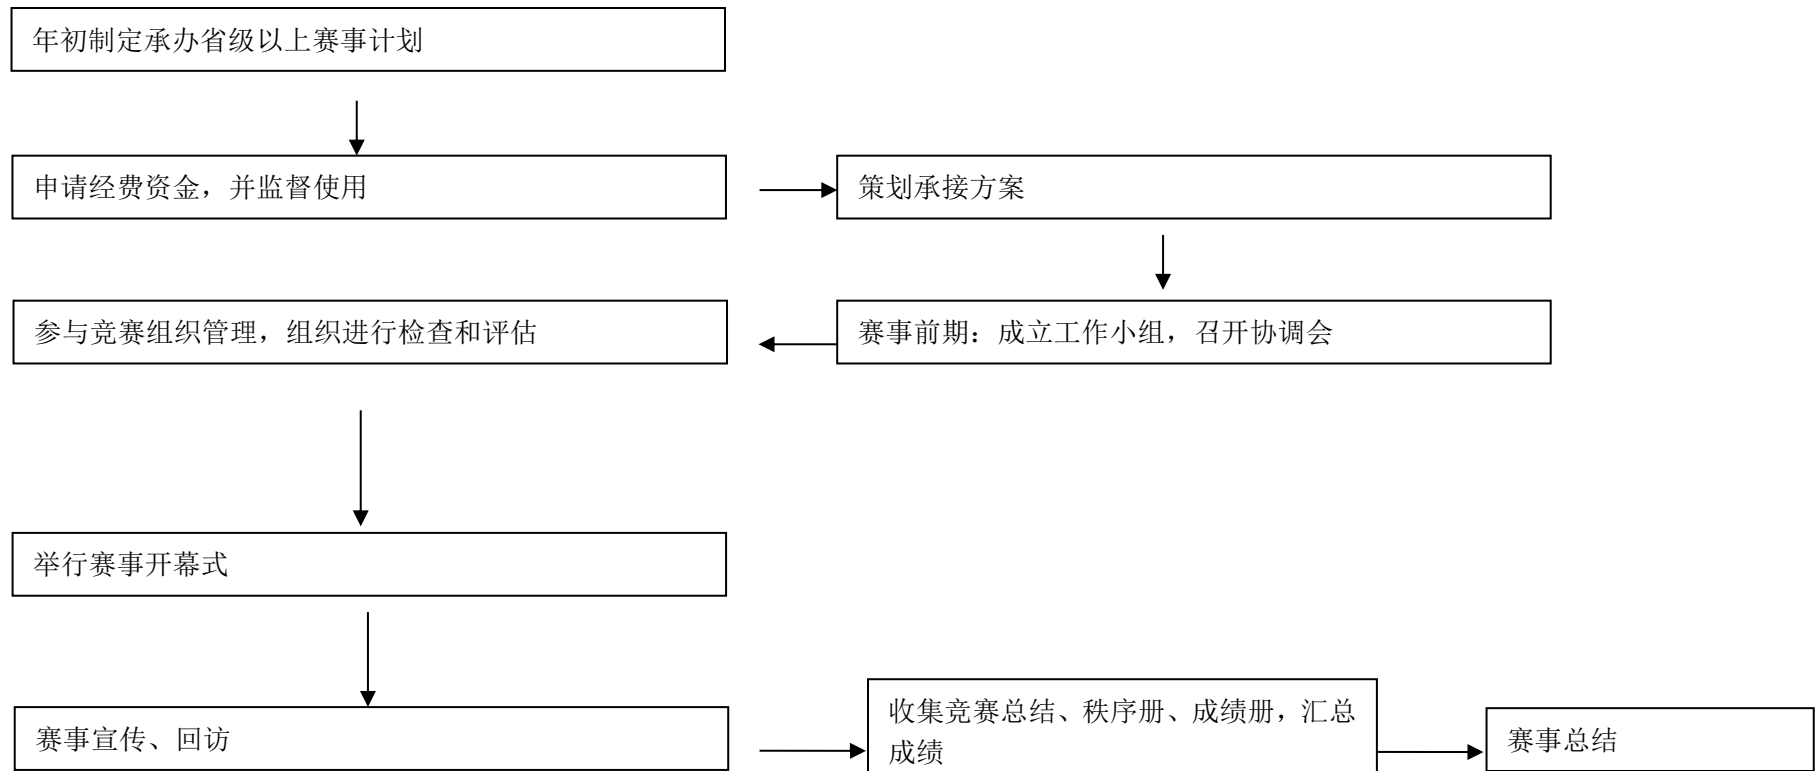 年初制定承办省级以上赛事计划
申请经费资金，并监督使用
策划承接方案
赛事前期：成立工作小组，召开协调会
参与竞赛组织管理，组织进行检查和评估
举行赛事开幕式
赛事宣传、回访
收集竞赛总结、秩序册、成绩册，汇总
成绩
赛事总结